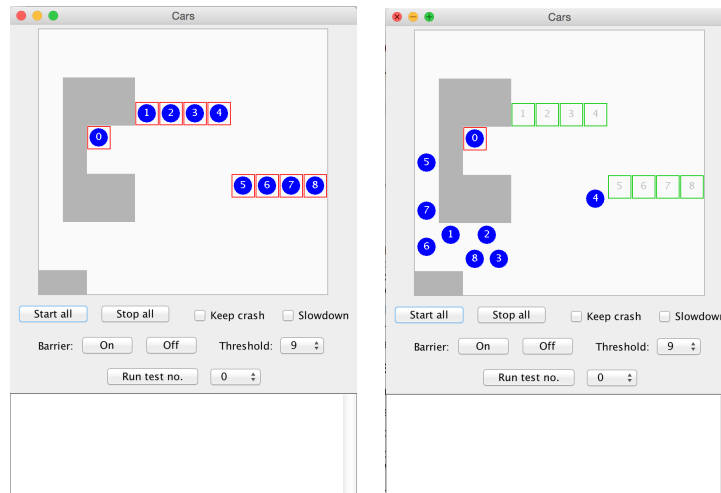 Cars
1 2 3 4
0
5 6 7 8
Start all Stop all Keep crash Slowdown
Barrier: On Off Threshold: 9
Run test no. 0
Cars
1 2 3 4
0
5
5 6 7 8
4
7
1 2
6
8 3
Start all Stop all Keep crash Slowdown
Barrier: On Off Threshold: 9
Run test no. 0